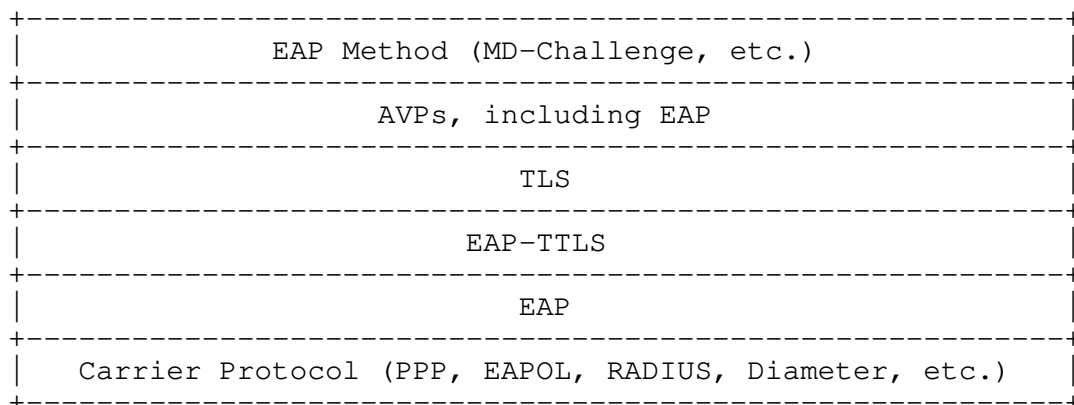 EAP Method (MD-Challenge, etc.)
AVPs, including EAP
TLS
EAP-TTLS
EAP
Carrier Protocol (PPP, EAPOL, RADIUS, Diameter, etc.)